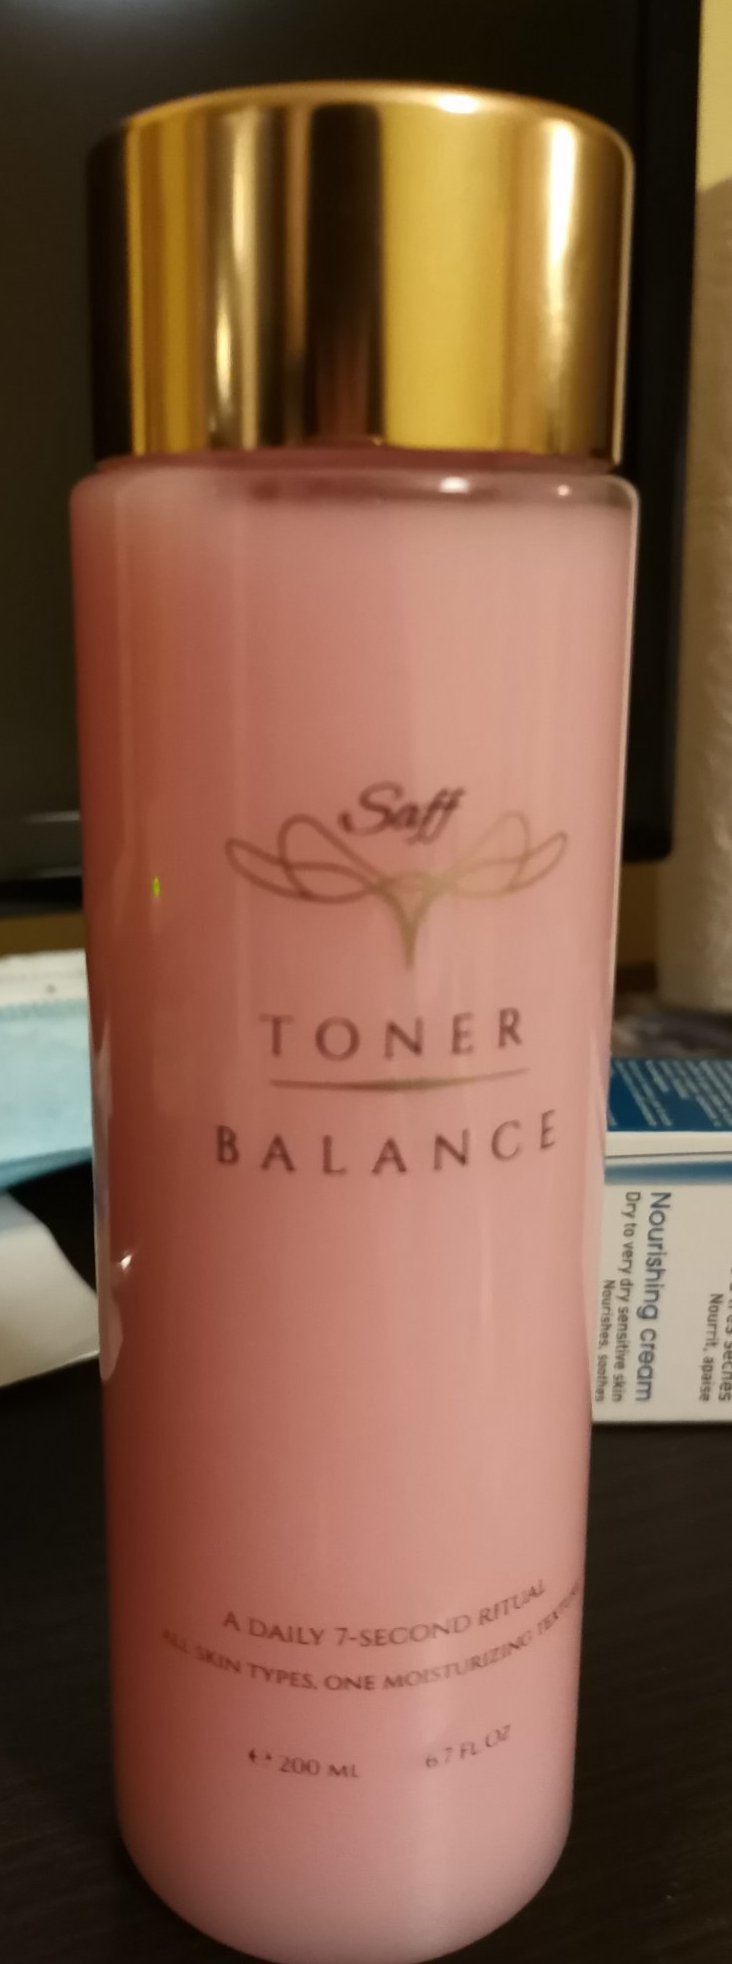 Saff
TONER
BALANCE
A DAILY 7-SECOND RITUAL
ALL SKIN TYPES, ONE MOISTURIZING TEXTURE
200 ML 6.7 FL OZ
Nourishing cream
Dry to very dry sensitive skin
Nourishes, soothes
sèches
Nourrit, apaise